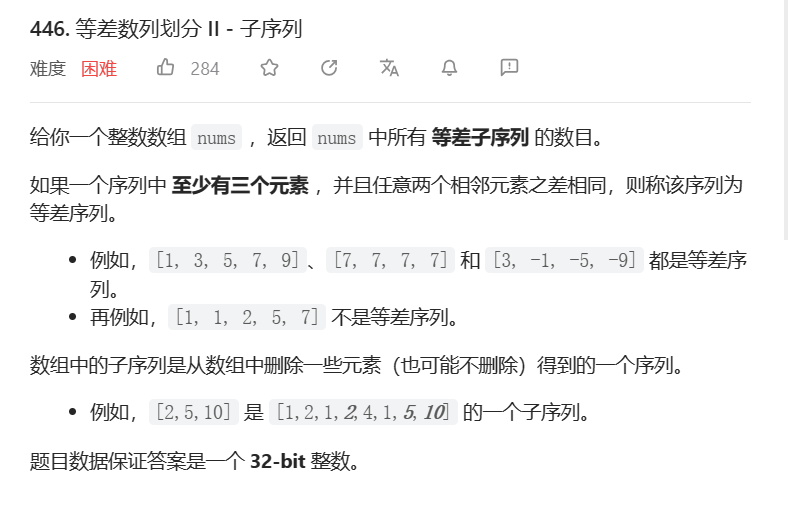 446. 等差数列划分 II - 子序列
难度 困难 284
给你一个整数数组 nums ，返回 nums 中所有 等差子序列 的数目。
如果一个序列中 至少有三个元素 ，并且任意两个相邻元素之差相同，则称该序列为
等差序列。
• 例如，[1, 3, 5, 7, 9]、[7, 7, 7, 7] 和 [3, -1, -5, -9] 都是等差序
列。
• 再例如，[1, 1, 2, 5, 7] 不是等差序列。
数组中的子序列是从数组中删除一些元素（也可能不删除）得到的一个序列。
• 例如，[2,5,10] 是 [1,2,1,2,4,1,5,10] 的一个子序列。
题目数据保证答案是一个 32-bit 整数。